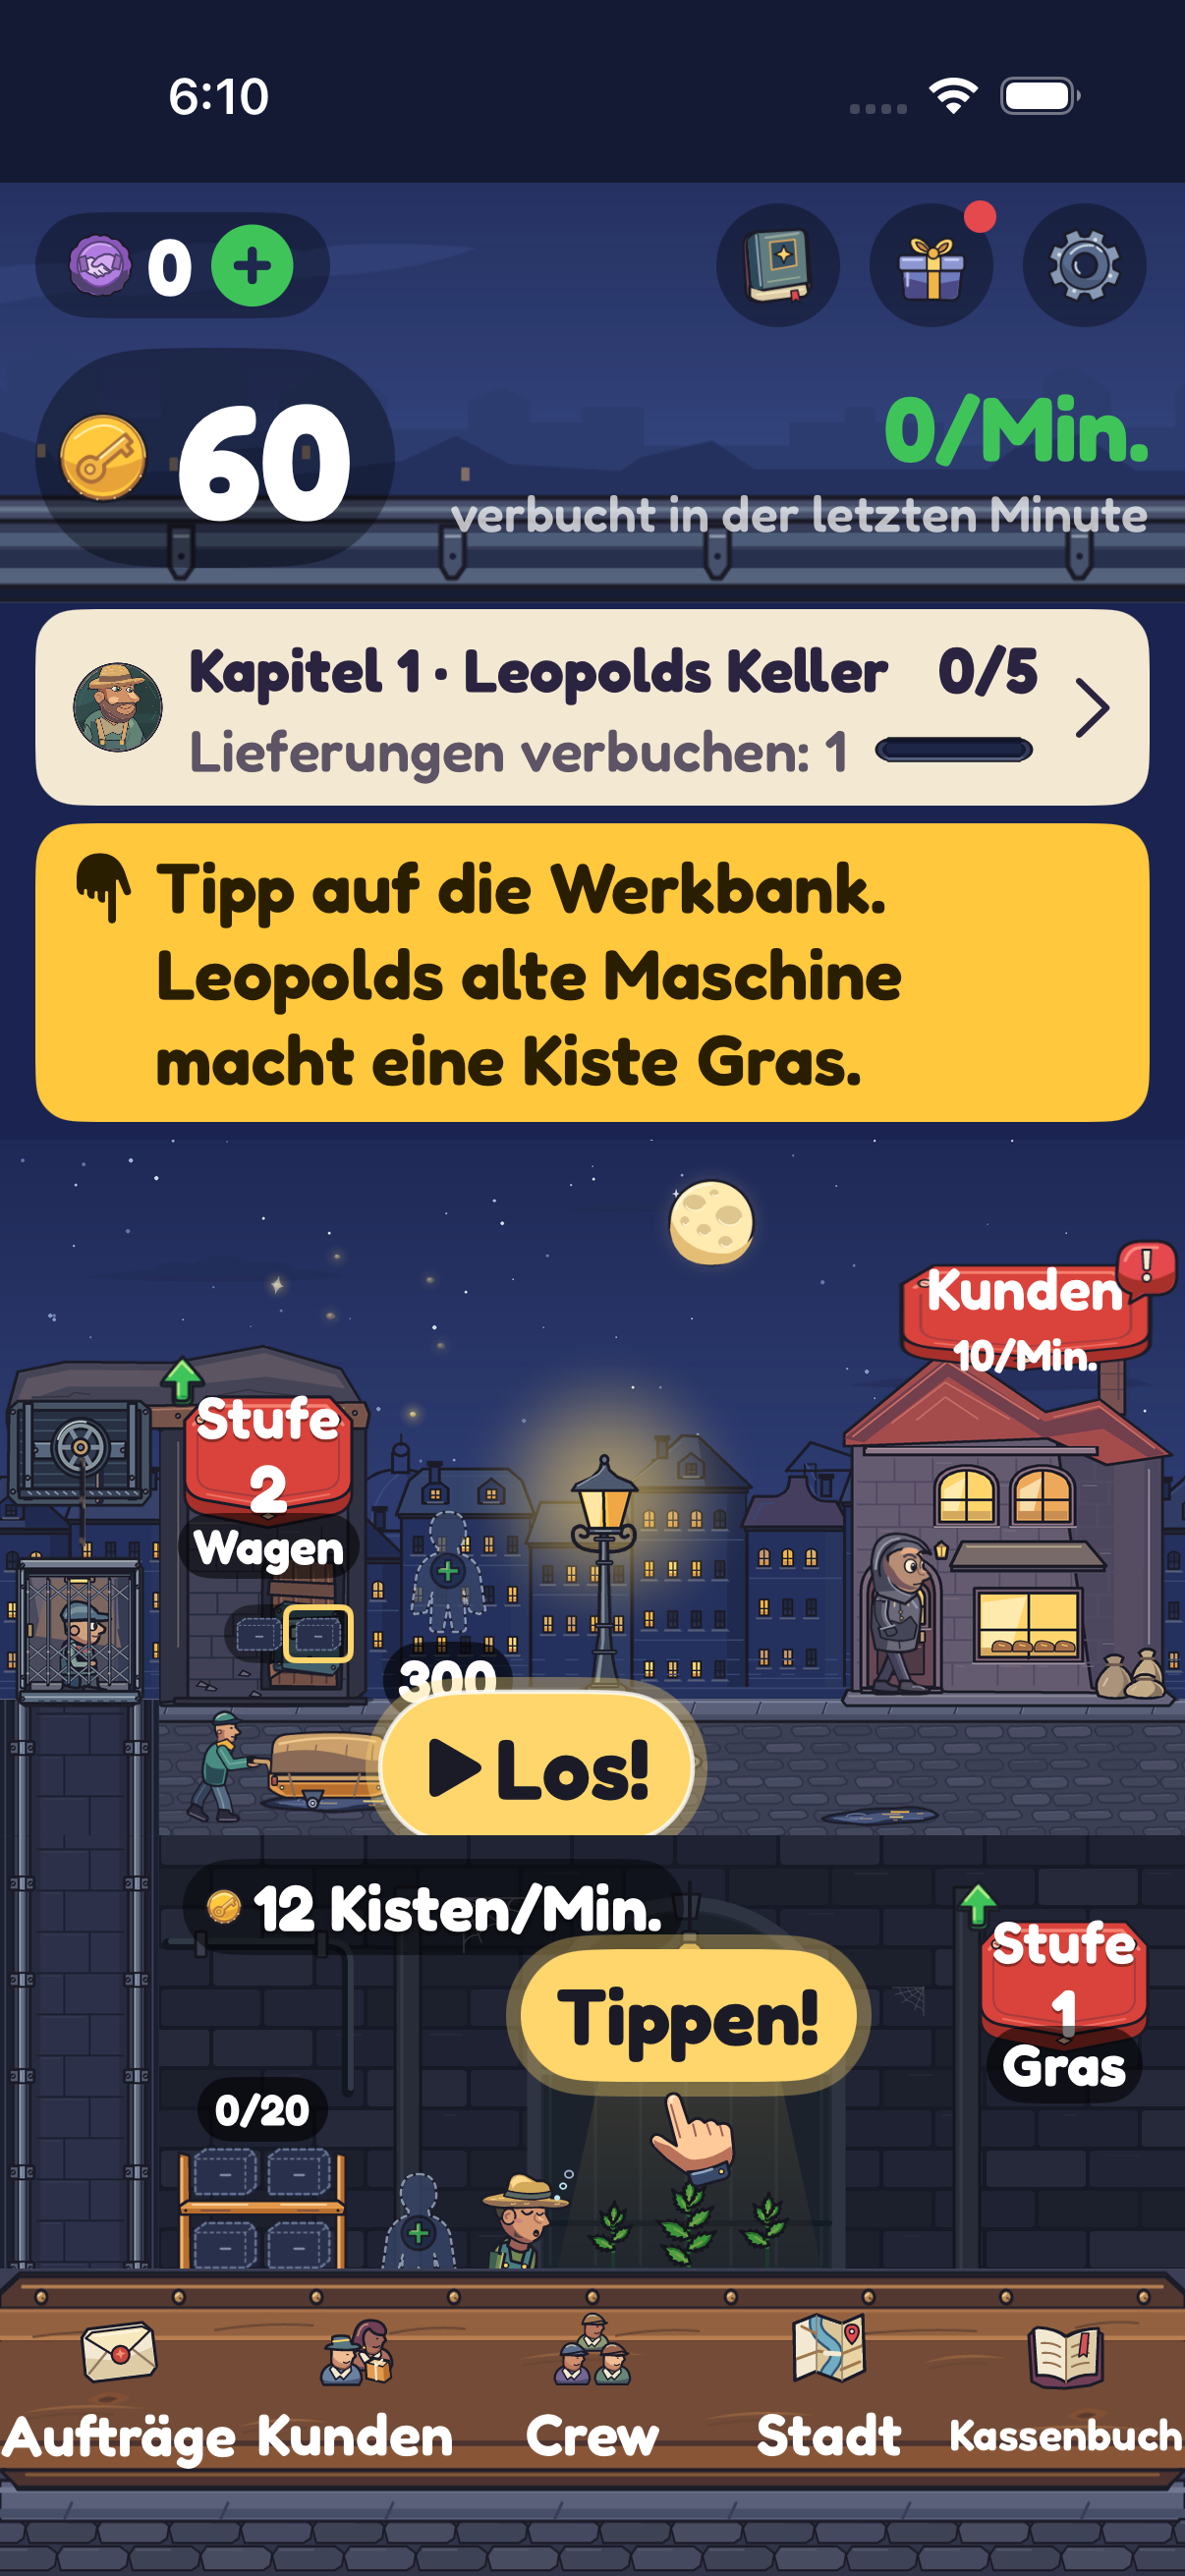 6:10
0
60
0/Min.
verbucht in der letzten Minute
Kapitel 1 · Leopolds Keller 0/5
Lieferungen verbuchen: 1
Tipp auf die Werkbank.
Leopolds alte Maschine
macht eine Kiste Gras.
Kunden
10/Min.
Stufe
2
Wagen
300
Los!
12 Kisten/Min.
Tippen!
Stufe
1
Gras
0/20
Aufträge Kunden Crew Stadt Kassenbuch